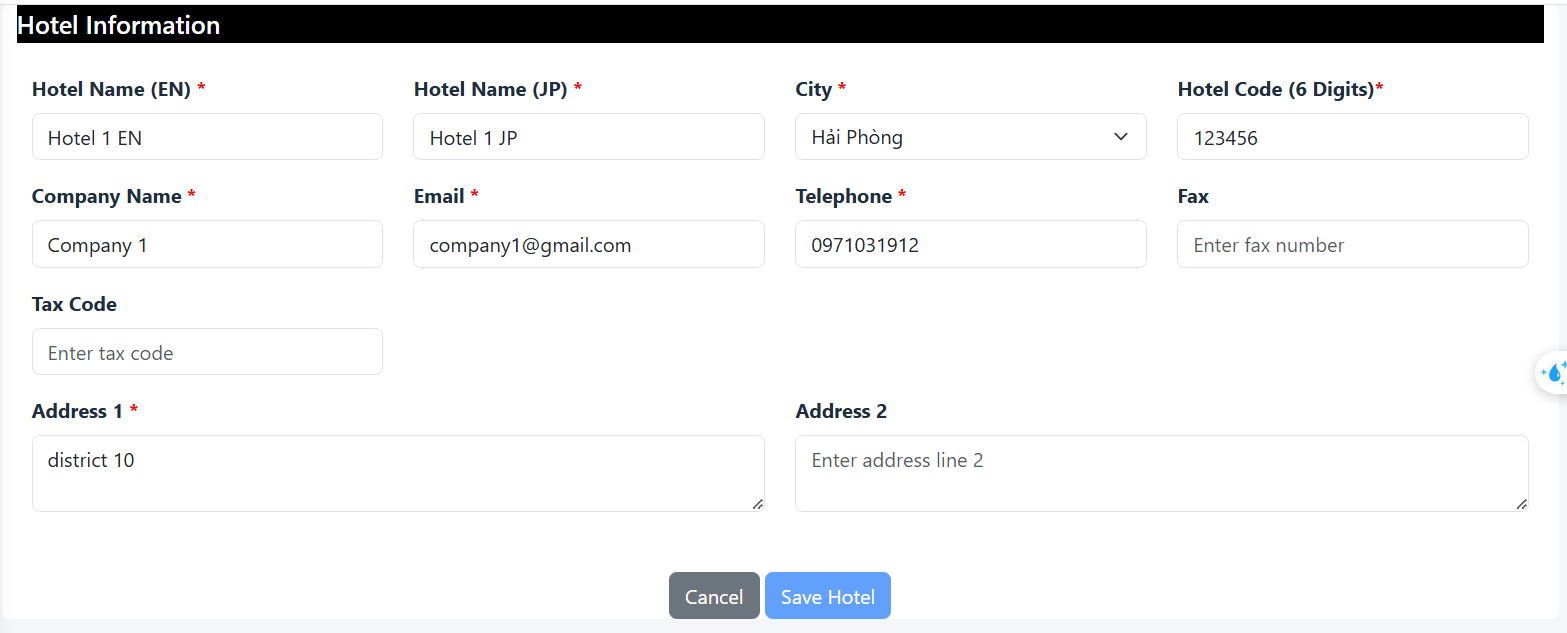 Hotel Information
Hotel Name (EN) * Hotel Name (JP) * City * Hotel Code (6 Digits)*
Hotel 1 EN Hotel 1 JP Hải Phòng 123456
Company Name * Email * Telephone * Fax
Company 1 company1@gmail.com 0971031912 Enter fax number
Tax Code
Enter tax code
Address 1 * Address 2
district 10 Enter address line 2
Cancel Save Hotel